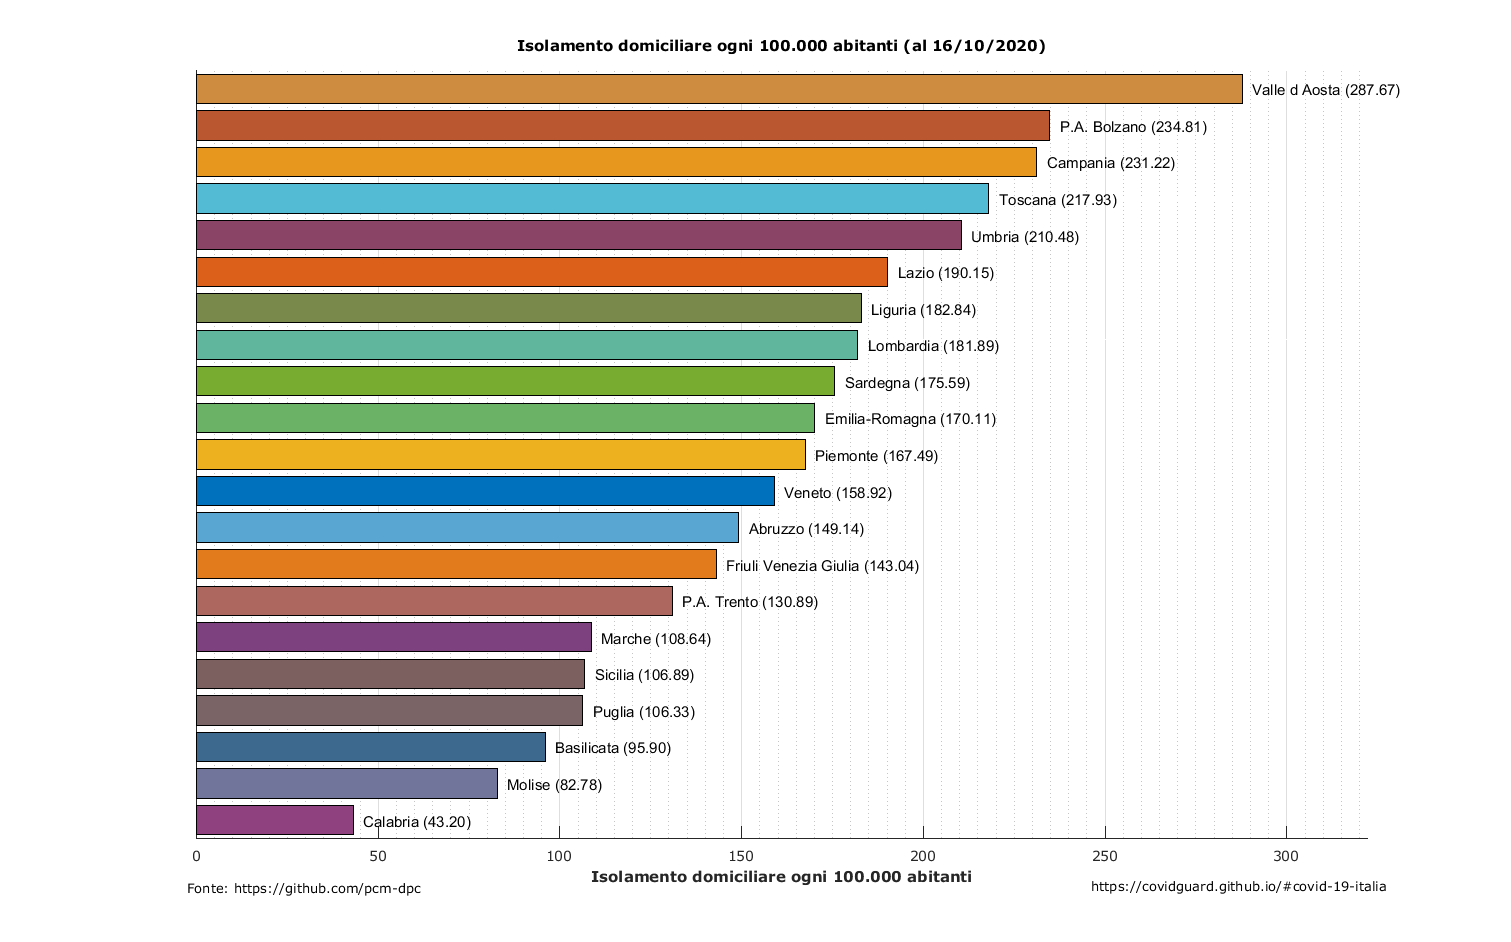 Isolamento domiciliare ogni 100.000 abitanti (al 16/10/2020)
Valle d Aosta (287.67)
P.A. Bolzano (234.81)
Campania (231.22)
Toscana (217.93)
Umbria (210.48)
Lazio (190.15)
Liguria (182.84)
Lombardia (181.89)
Sardegna (175.59)
Emilia-Romagna (170.11)
Piemonte (167.49)
Veneto (158.92)
Abruzzo (149.14)
Friuli Venezia Giulia (143.04)
P.A. Trento (130.89)
Marche (108.64)
Sicilia (106.89)
Puglia (106.33)
Basilicata (95.90)
Molise (82.78)
Calabria (43.20)
0 50 100 150 200 250 300
Isolamento domiciliare ogni 100.000 abitanti
Fonte: https://github.com/pcm-dpc
https://covidguard.github.io/#covid-19-italia